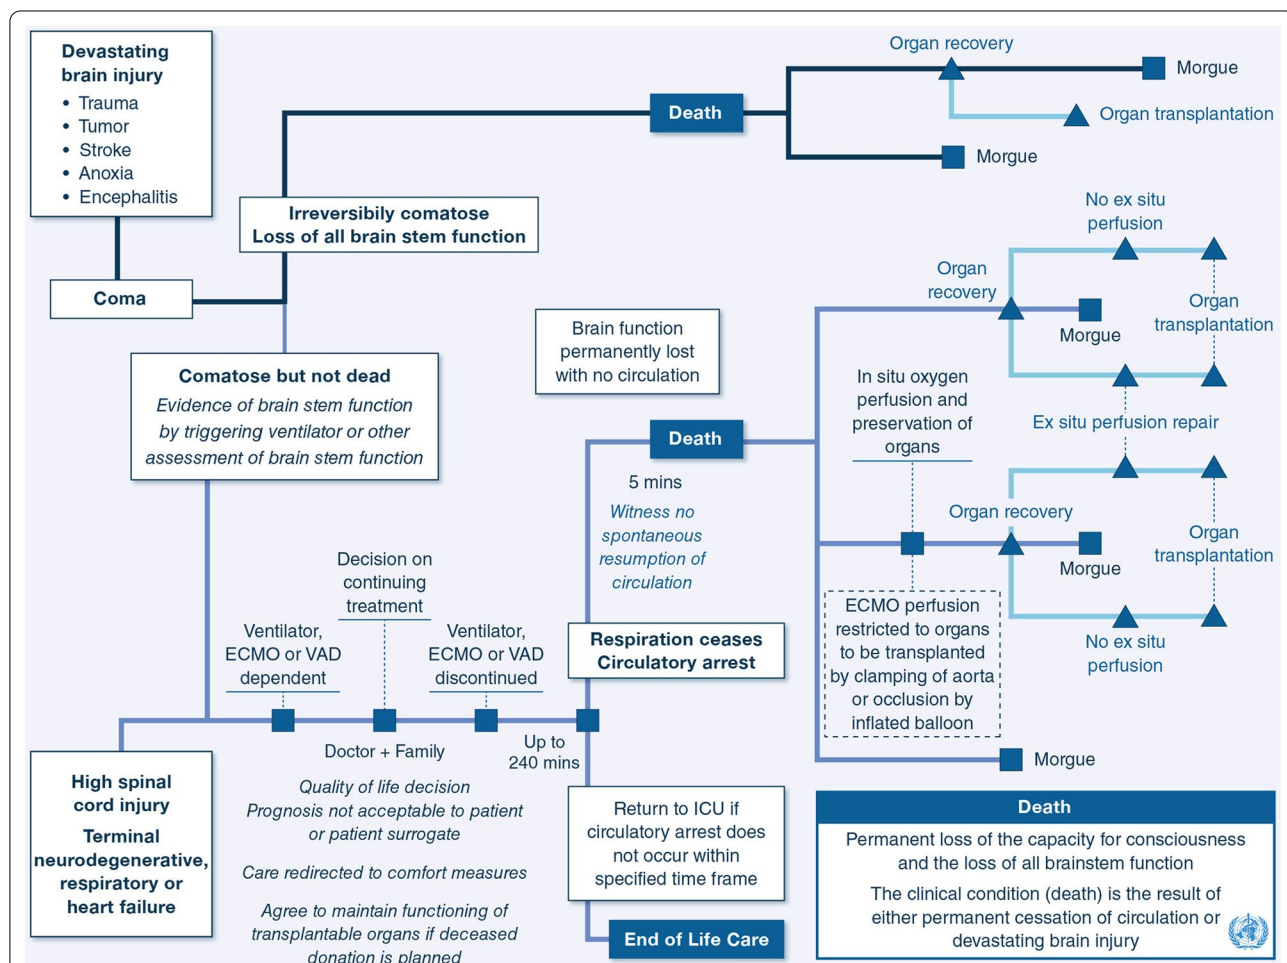 Devastating
brain injury
• Trauma
• Tumor
• Stroke
• Anoxia
• Encephalitis
Coma
Irreversibily comatose
Loss of all brain stem function
Death
Organ recovery
Morgue
Organ transplantation
Morgue
Comatose but not dead
Evidence of brain stem function
by triggering ventilator or other
assessment of brain stem function
Brain function
permanently lost
with no circulation
Death
5 mins
Witness no
spontaneous
resumption of
circulation
Respiration ceases
Circulatory arrest
Decision on
continuing
treatment
Ventilator,
ECMO or VAD
dependent
Ventilator,
ECMO or VAD
discontinued
Doctor + Family
Up to
240 mins
Quality of life decision
Prognosis not acceptable to patient
or patient surrogate
Care redirected to comfort measures
Agree to maintain functioning of
transplantable organs if deceased
donation is planned
High spinal
cord injury
Terminal
neurodegenerative,
respiratory or
heart failure
Return to ICU if
circulatory arrest does
not occur within
specified time frame
End of Life Care
No ex situ
perfusion
Organ
recovery
Morgue
Organ
transplantation
In situ oxygen
perfusion and
preservation of
organs
Ex situ perfusion repair
Organ recovery
Morgue
Organ
transplantation
No ex situ
perfusion
ECMO perfusion
restricted to organs
to be transplanted
by clamping of aorta
or occlusion by
inflated balloon
Morgue
Death
Permanent loss of the capacity for consciousness
and the loss of all brainstem function
The clinical condition (death) is the result of
either permanent cessation of circulation or
devastating brain injury